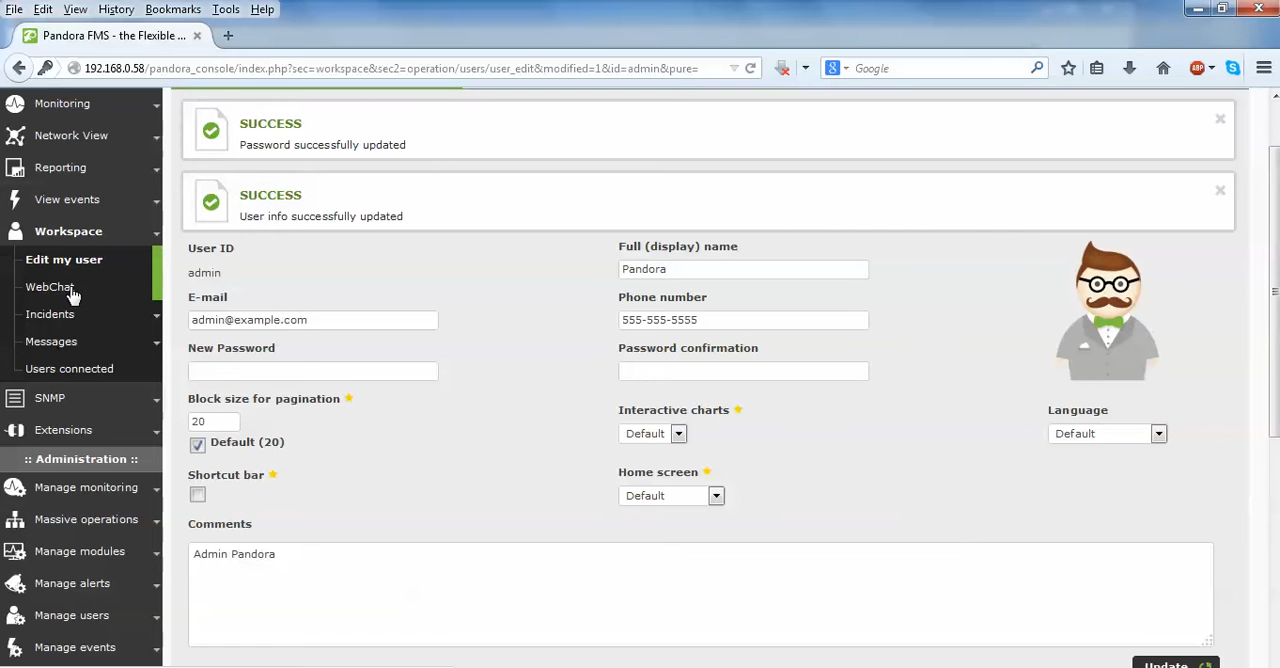 File Edit View History Bookmarks Tools Help
Pandora FMS - the Flexible ...
192.168.0.58/pandora_console/index.php?sec=workspace&sec2=operation/users/user_edit&modified=1&id=admin&pure=
Google
Monitoring
Network View
Reporting
View events
Workspace
Edit my user
WebChat
Incidents
Messages
Users connected
SNMP
Extensions
:: Administration ::
Manage monitoring
Massive operations
Manage modules
Manage alerts
Manage users
Manage events
SUCCESS
Password successfully updated
SUCCESS
User info successfully updated
User ID
admin
Full (display) name
Pandora
E-mail
admin@example.com
Phone number
555-555-5555
New Password
Password confirmation
Block size for pagination
20
Default (20)
Interactive charts
Default
Language
Default
Shortcut bar
Home screen
Default
Comments
Admin Pandora
Update